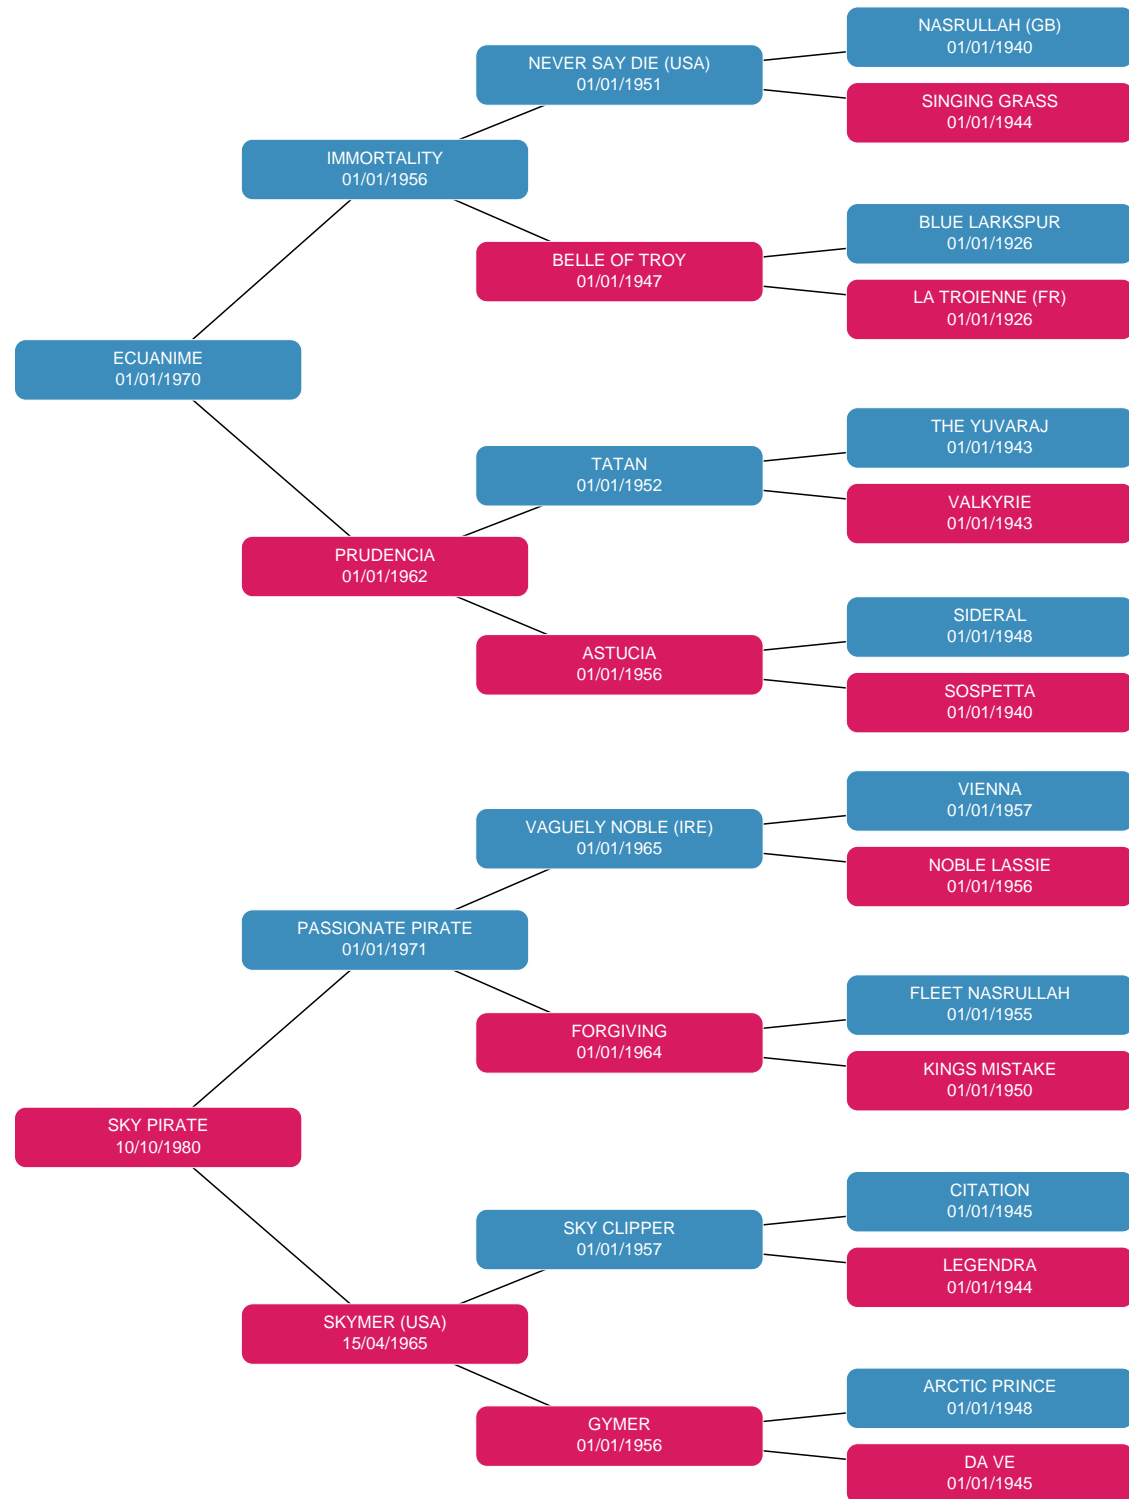 NASRULLAH (GB)
01/01/1940
NEVER SAY DIE (USA)
01/01/1951
SINGING GRASS
01/01/1944
IMMORTALITY
01/01/1956
BLUE LARKSPUR
01/01/1926
BELLE OF TROY
01/01/1947
LA TROIENNE (FR)
01/01/1926
ECUANIME
01/01/1970
THE YUVARAJ
01/01/1943
TATAN
01/01/1952
VALKYRIE
01/01/1943
PRUDENCIA
01/01/1962
SIDERAL
01/01/1948
ASTUCIA
01/01/1956
SOSPETTA
01/01/1940
VIENNA
01/01/1957
VAGUELY NOBLE (IRE)
01/01/1965
NOBLE LASSIE
01/01/1956
PASSIONATE PIRATE
01/01/1971
FLEET NASRULLAH
01/01/1955
FORGIVING
01/01/1964
KINGS MISTAKE
01/01/1950
SKY PIRATE
10/10/1980
CITATION
01/01/1945
SKY CLIPPER
01/01/1957
LEGENDRA
01/01/1944
SKYMER (USA)
15/04/1965
ARCTIC PRINCE
01/01/1948
GYMER
01/01/1956
DA VE
01/01/1945